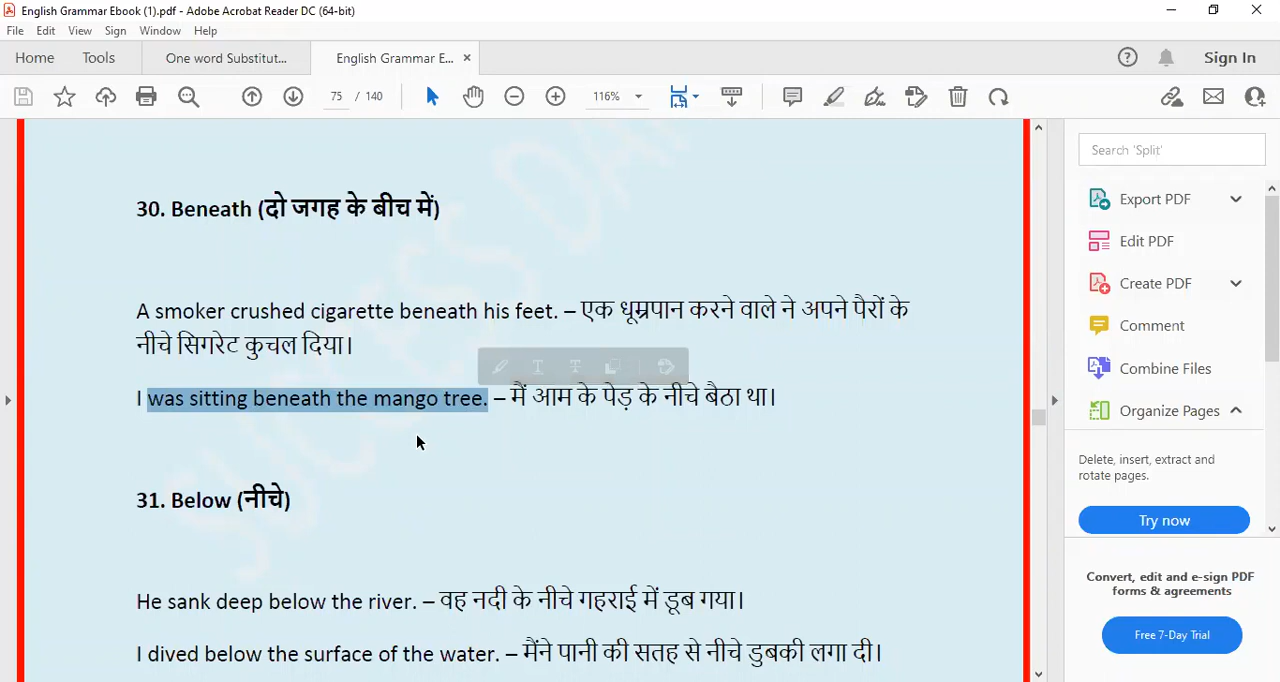 English Grammar Ebook (1).pdf - Adobe Acrobat Reader DC (64-bit)
File Edit View Sign Window Help
Home Tools One word Substitut... English Grammar E... × Sign In
75 / 140 116%
Search 'Split'
30. Beneath (दो जगह के बीच में)
Export PDF
Edit PDF
Create PDF
A smoker crushed cigarette beneath his feet. – एक धूम्रपान करने वाले ने अपने पैरों के
नीचे सिगरेट कुचल दिया।
Comment
Combine Files
I was sitting beneath the mango tree. – मैं आम के पेड़ के नीचे बैठा था।
Organize Pages
Delete, insert, extract and
rotate pages.
Try now
31. Below (नीचे)
Convert, edit and e-sign PDF
forms & agreements
Free 7-Day Trial
He sank deep below the river. – वह नदी के नीचे गहराई में डूब गया।
I dived below the surface of the water. – मैंने पानी की सतह से नीचे डुबकी लगा दी।